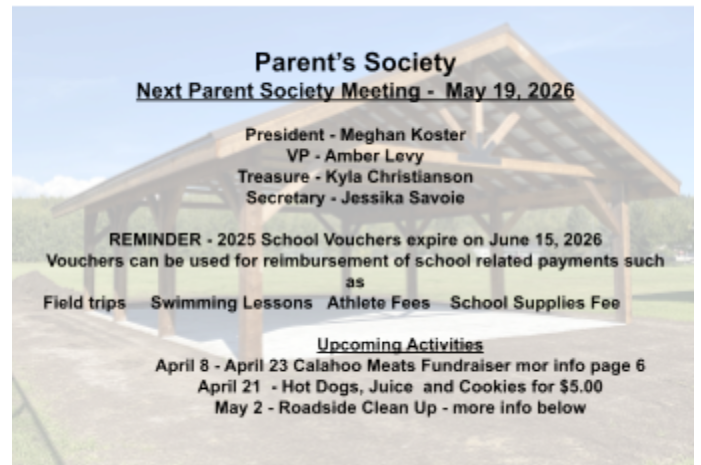 Parent's Society
Next Parent Society Meeting - May 19, 2026
President - Meghan Koster
VP - Amber Levy
Treasure - Kyla Christianson
Secretary - Jessika Savoie
REMINDER - 2025 School Vouchers expire on June 15, 2026
Vouchers can be used for reimbursement of school related payments such
as
Field trips Swimming Lessons Athlete Fees School Supplies Fee
Upcoming Activities
April 8 - April 23 Calahoo Meats Fundraiser mor info page 6
April 21 - Hot Dogs, Juice and Cookies for $5.00
May 2 - Roadside Clean Up - more info below